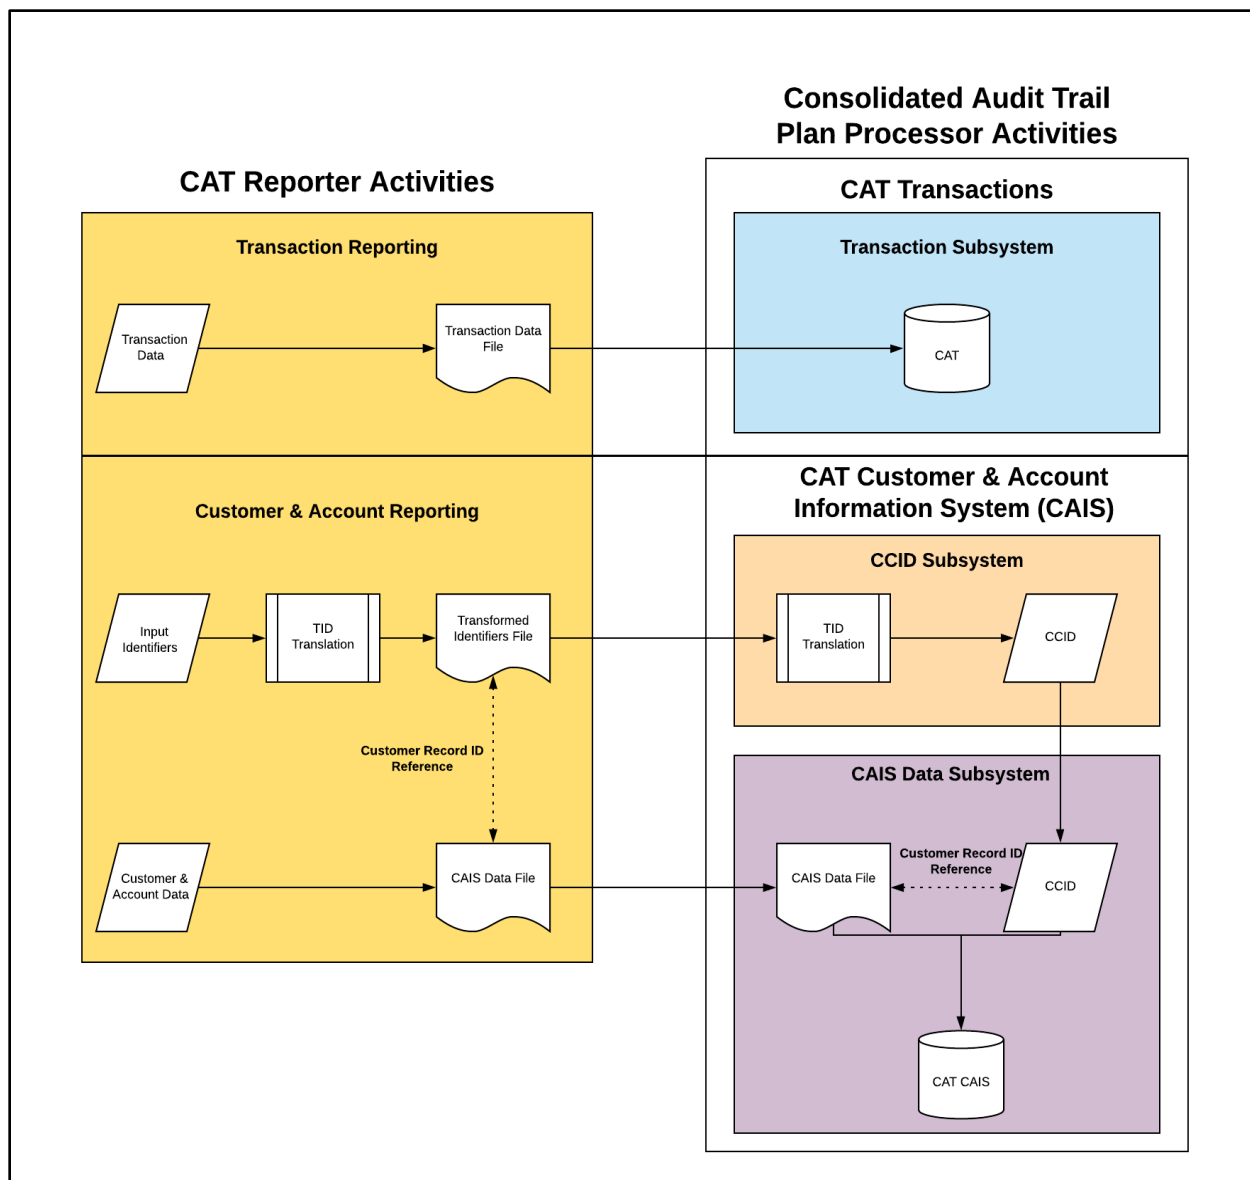 Consolidated Audit Trail
Plan Processor Activities
CAT Reporter Activities
CAT Transactions
Transaction Reporting
Transaction Subsystem
Transaction
Data
Transaction Data
File
CAT
CAT Customer & Account
Information System (CAIS)
Customer & Account Reporting
CCID Subsystem
Input
Identifiers
TID
Translation
Transformed
Identifiers File
TID
Translation
CCID
Customer Record ID
Reference
CAIS Data Subsystem
Customer &
Account Data
CAIS Data File
CAIS Data File
Customer Record ID
Reference
CCID
CAT CAIS